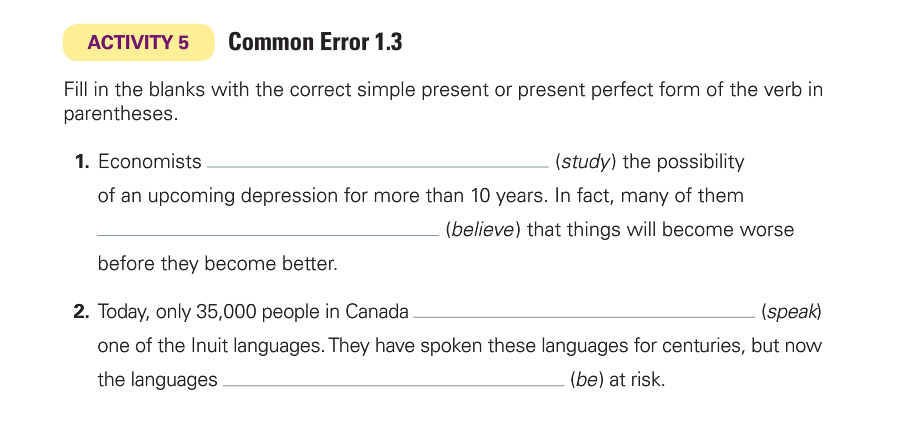 ACTIVITY 5 Common Error 1.3
Fill in the blanks with the correct simple present or present perfect form of the verb in
parentheses.
1. Economists ______________________________ (study) the possibility
of an upcoming depression for more than 10 years. In fact, many of them
______________________________ (believe) that things will become worse
before they become better.
2. Today, only 35,000 people in Canada ______________________________ (speak)
one of the Inuit languages. They have spoken these languages for centuries, but now
the languages ______________________________ (be) at risk.